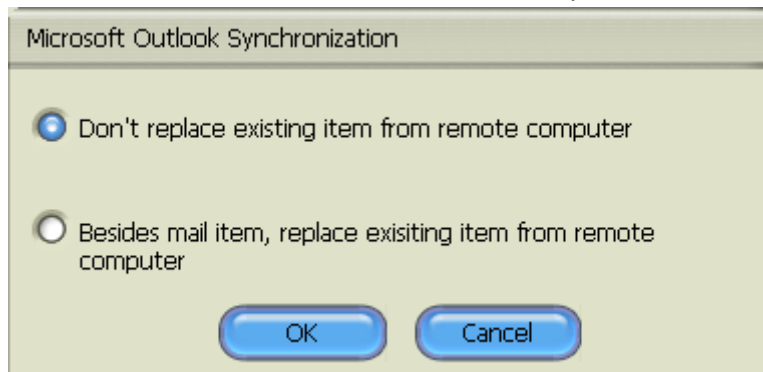 Microsoft Outlook Synchronization
Don't replace existing item from remote computer
Besides mail item, replace exisiting item from remote
computer
OK
Cancel